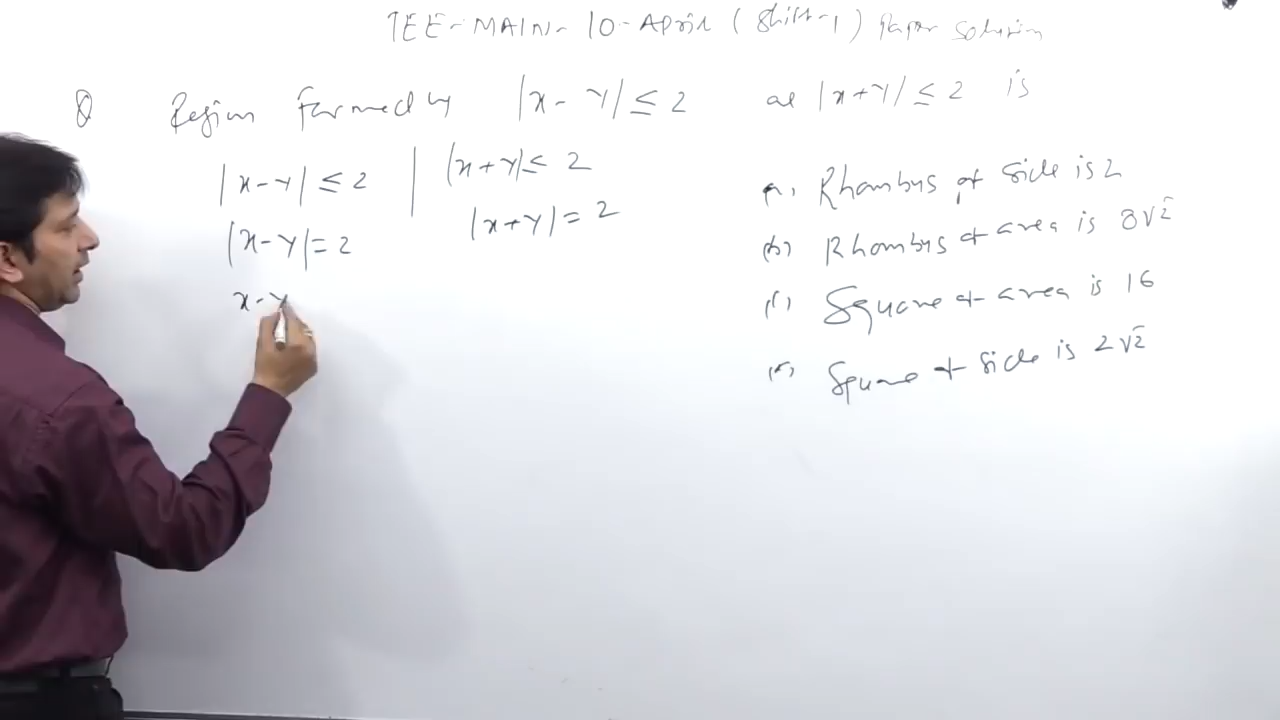 JEE-MAIN-10-April (Shift-1) Paper solution
Q Region formed by |x-y| ≤ 2 and |x+y| ≤ 2 is
|x-y| ≤ 2 | |x+y| ≤ 2
|x-y| = 2 |x+y| = 2
x-y
(a) Rhombus of side is 2
(b) Rhombus of area is 8√2
(c) Square of area is 16
Square of side is 2√2